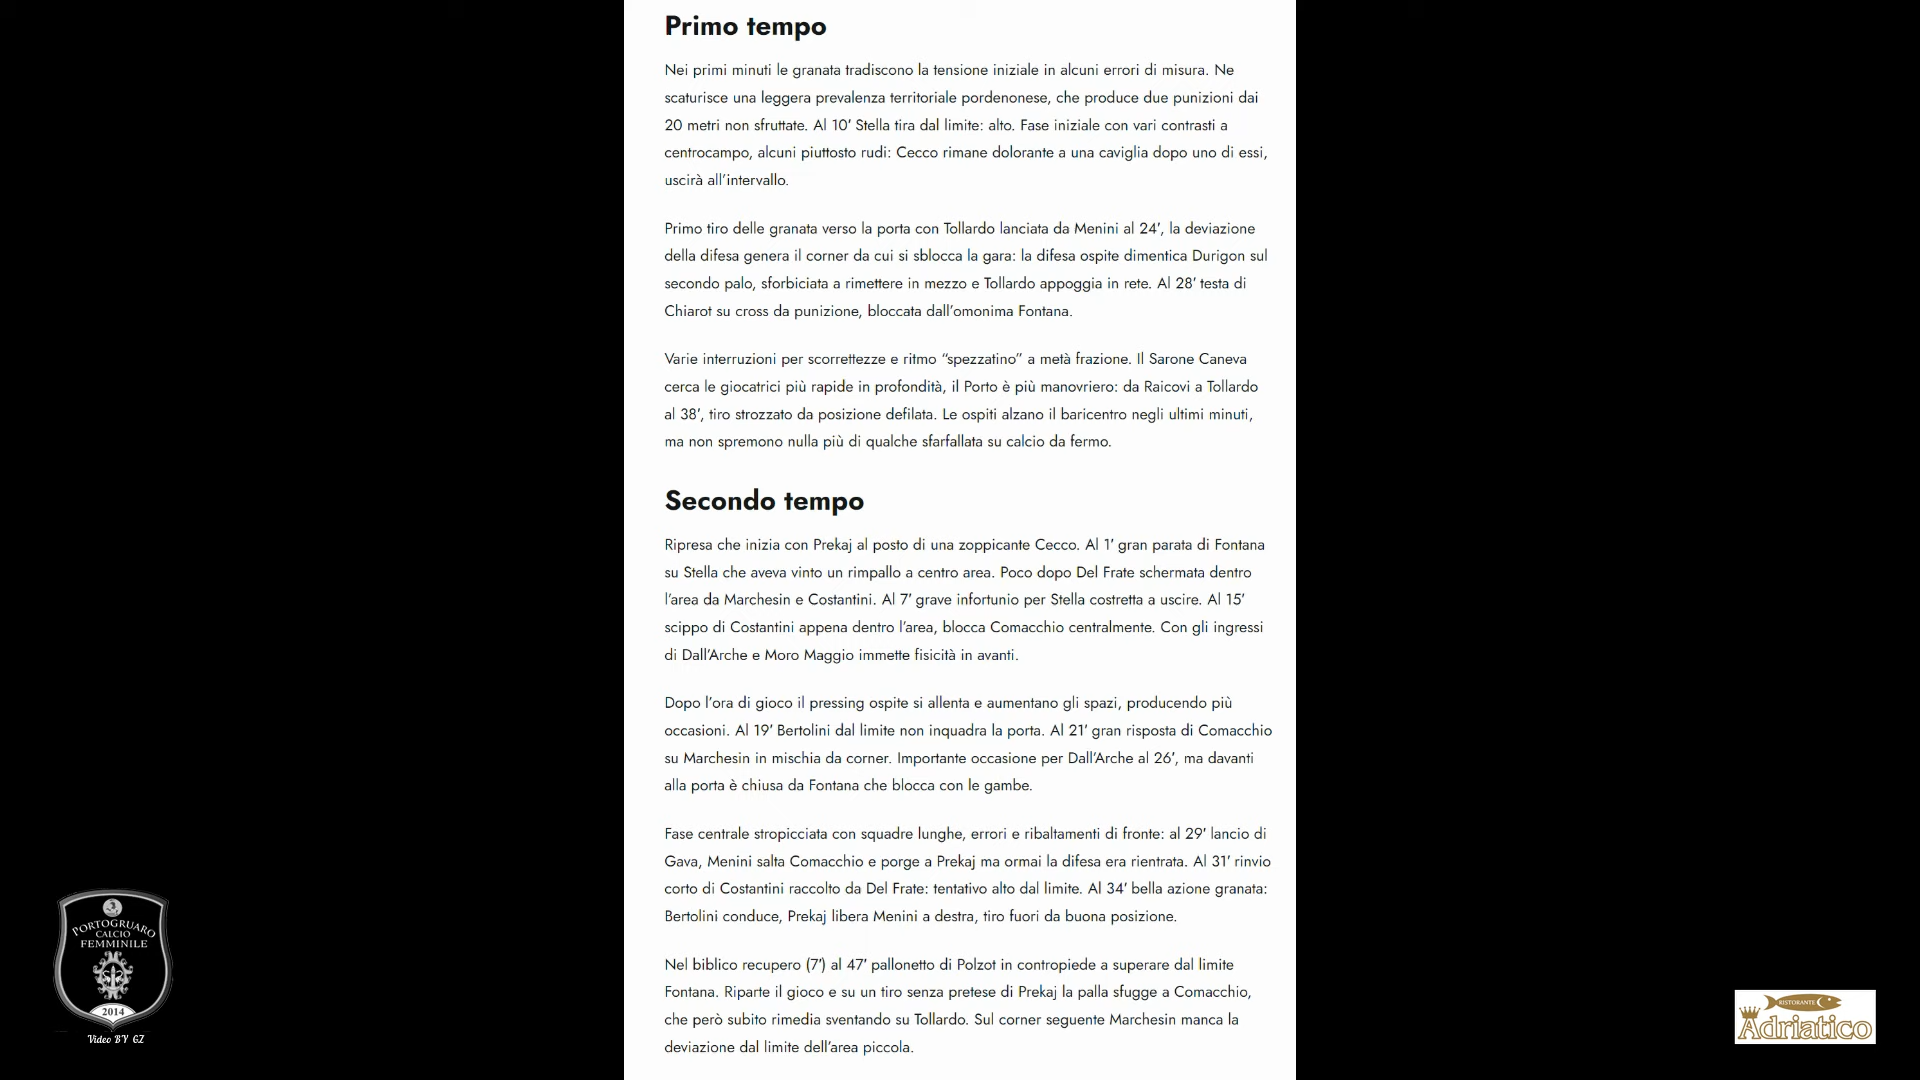 Primo tempo
Nei primi minuti le granata tradiscono la tensione iniziale in alcuni errori di misura. Ne
scaturisce una leggera prevalenza territoriale pordenonese, che produce due punizioni dai
20 metri non sfruttate. Al 10′ Stella tira dal limite: alto. Fase iniziale con vari contrasti a
centrocampo, alcuni piuttosto rudi: Cecco rimane dolorante a una caviglia dopo uno di essi,
uscirà all’intervallo.
Primo tiro delle granata verso la porta con Tollardo lanciata da Menini al 24′, la deviazione
della difesa genera il corner da cui si sblocca la gara: la difesa ospite dimentica Durigon sul
secondo palo, sforbiciata a rimettere in mezzo e Tollardo appoggia in rete. Al 28′ testa di
Chiarot su cross da punizione, bloccata dall’omonima Fontana.
Varie interruzioni per scorrettezze e ritmo “spezzatino” a metà frazione. Il Sarone Caneva
cerca le giocatrici più rapide in profondità, il Porto è più manovriero: da Raicovi a Tollardo
al 38′, tiro strozzato da posizione defilata. Le ospiti alzano il baricentro negli ultimi minuti,
ma non spremono nulla più di qualche sfarfallata su calcio da fermo.
Secondo tempo
Ripresa che inizia con Prekaj al posto di una zoppicante Cecco. Al 1′ gran parata di Fontana
su Stella che aveva vinto un rimpallo a centro area. Poco dopo Del Frate schermata dentro
l’area da Marchesin e Costantini. Al 7′ grave infortunio per Stella costretta a uscire. Al 15′
scippo di Costantini appena dentro l’area, blocca Comacchio centralmente. Con gli ingressi
di Dall’Arche e Moro Maggio immette fisicità in avanti.
Dopo l’ora di gioco il pressing ospite si allenta e aumentano gli spazi, producendo più
occasioni. Al 19′ Bertolini dal limite non inquadra la porta. Al 21′ gran risposta di Comacchio
su Marchesin in mischia da corner. Importante occasione per Dall’Arche al 26′, ma davanti
alla porta è chiusa da Fontana che blocca con le gambe.
Fase centrale stropicciata con squadre lunghe, errori e ribaltamenti di fronte: al 29′ lancio di
Gava, Menini salta Comacchio e porge a Prekaj ma ormai la difesa era rientrata. Al 31′ rinvio
corto di Costantini raccolto da Del Frate: tentativo alto dal limite. Al 34′ bella azione granata:
Bertolini conduce, Prekaj libera Menini a destra, tiro fuori da buona posizione.
Nel biblico recupero (7′) al 47′ pallonetto di Polzot in contropiede a superare dal limite
Fontana. Riparte il gioco e su un tiro senza pretese di Prekaj la palla sfugge a Comacchio,
che però subito rimedia sventando su Tollardo. Sul corner seguente Marchesin manca la
deviazione dal limite dell’area piccola.
PORTOGRUARO
CALCIO
FEMMINILE
2014
Video BY GZ
RISTORANTE
Adriatico